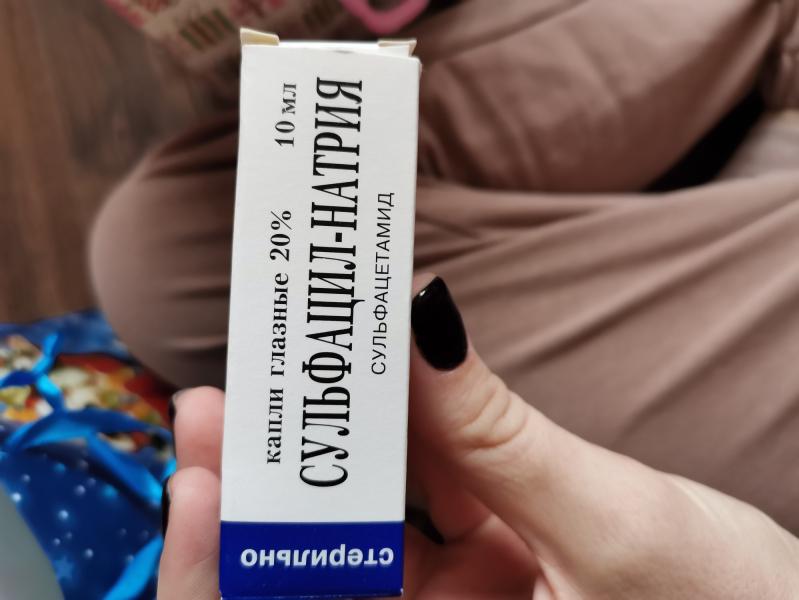 капли глазные 20% 10 мл
СУЛЬФАЦИЛ-НАТРИЯ
СУЛЬФАЦЕТАМИД
стерильно